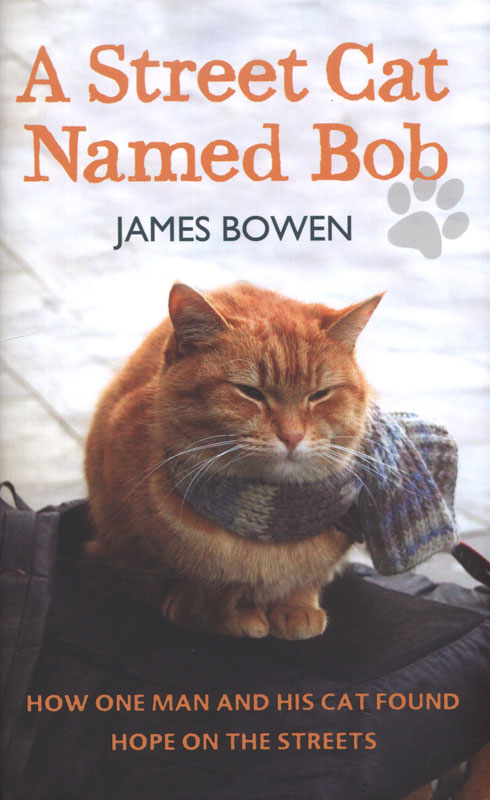 A Street Cat
Named Bob
JAMES BOWEN
HOW ONE MAN AND HIS CAT FOUND
HOPE ON THE STREETS